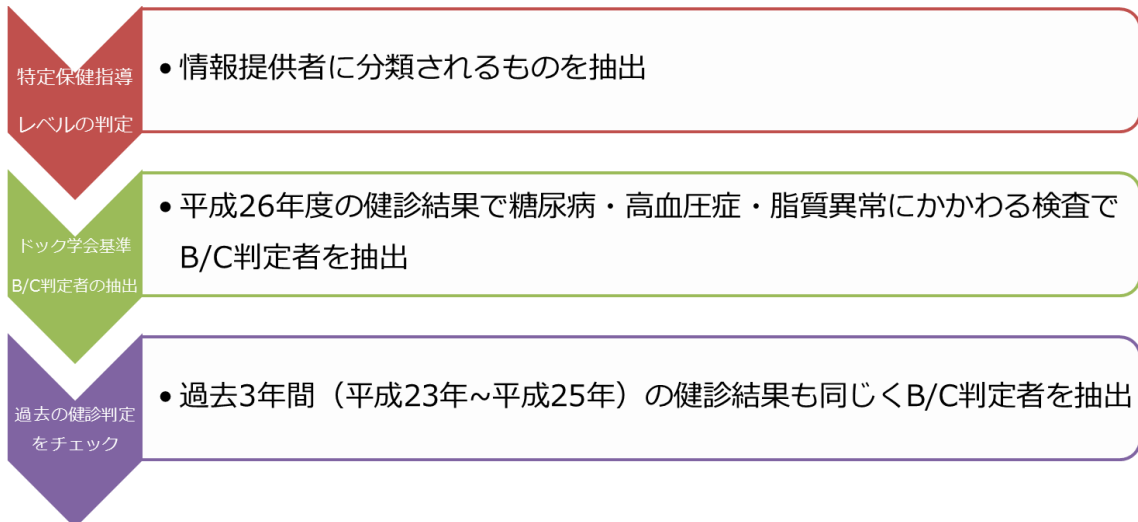 特定保健指導
レベルの判定
• 情報提供者に分類されるものを抽出
ドック学会基準
B/C判定者の抽出
• 平成26年度の健診結果で糖尿病・高血圧症・脂質異常にかかわる検査で
B/C判定者を抽出
過去の健診判定
をチェック
• 過去3年間（平成23年~平成25年）の健診結果も同じくB/C判定者を抽出